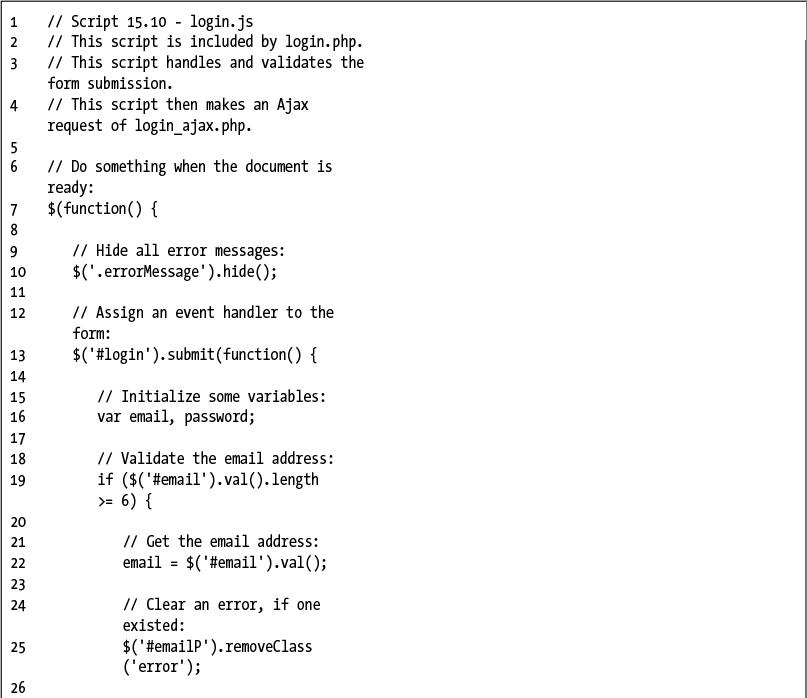 1 // Script 15.10 - login.js
2 // This script is included by login.php.
3 // This script handles and validates the
form submission.
4 // This script then makes an Ajax
request of login_ajax.php.
5
6 // Do something when the document is
ready:
7 $(function() {
8
9 // Hide all error messages:
10 $('.errorMessage').hide();
11
12 // Assign an event handler to the
form:
13 $('#login').submit(function() {
14
15 // Initialize some variables:
16 var email, password;
17
18 // Validate the email address:
19 if ($('#email').val().length
>= 6) {
20
21 // Get the email address:
22 email = $('#email').val();
23
24 // Clear an error, if one
existed:
25 $('#emailP').removeClass
('error');
26